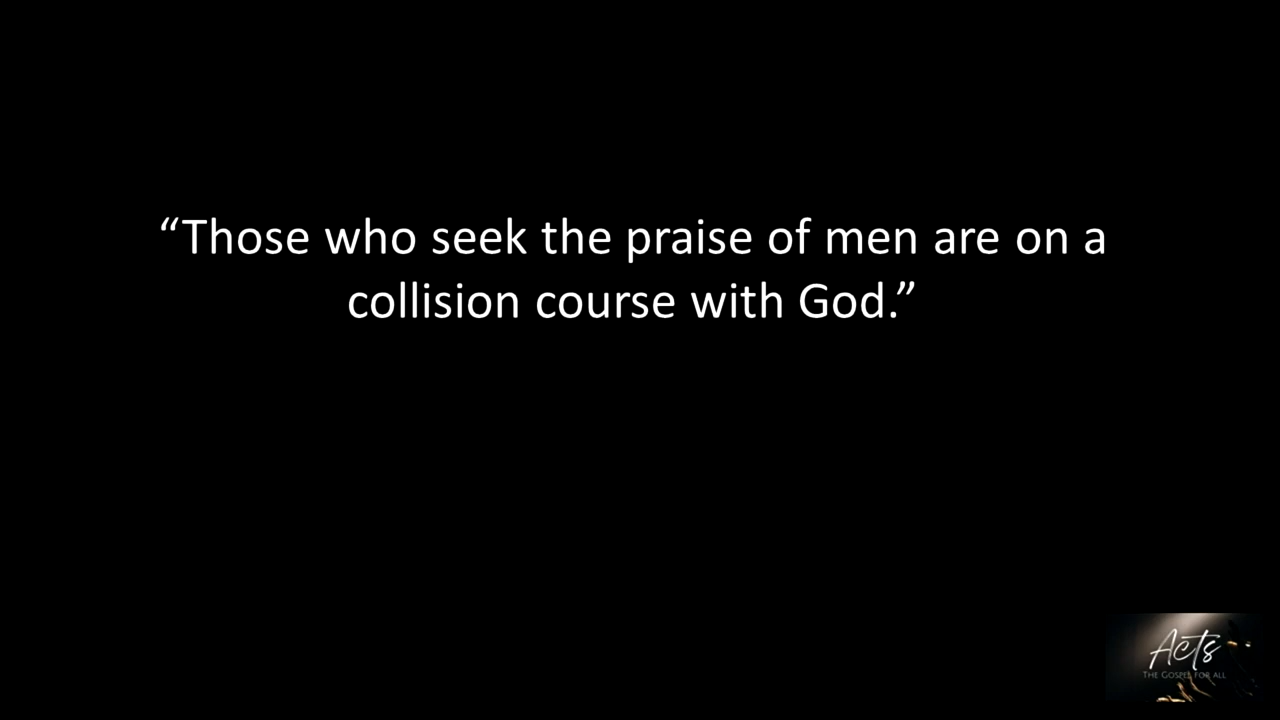 “Those who seek the praise of men are on a
collision course with God.”
Acts
THE GOSPEL FOR ALL